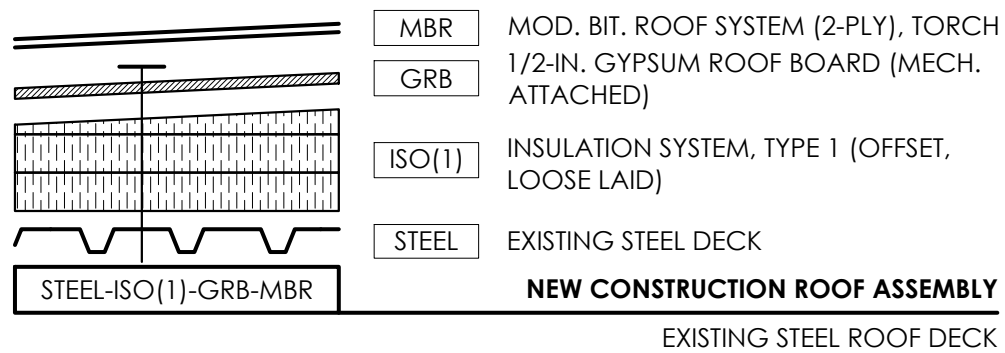 MBR MOD. BIT. ROOF SYSTEM (2-PLY), TORCH
GRB 1/2-IN. GYPSUM ROOF BOARD (MECH.
ATTACHED)
ISO(1) INSULATION SYSTEM, TYPE 1 (OFFSET,
LOOSE LAID)
STEEL EXISTING STEEL DECK
STEEL-ISO(1)-GRB-MBR NEW CONSTRUCTION ROOF ASSEMBLY
EXISTING STEEL ROOF DECK